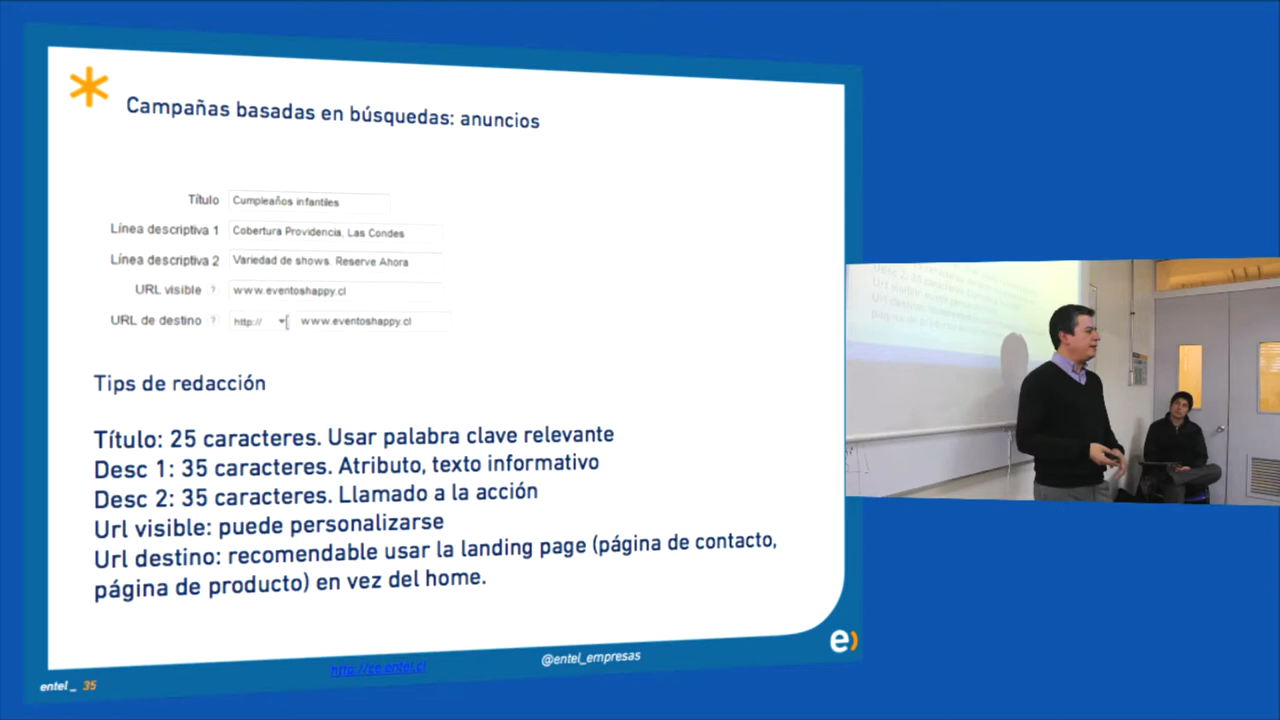 Campañas basadas en búsquedas: anuncios
Título Cumpleaños infantiles
Línea descriptiva 1 Cobertura Providencia, Las Condes
Línea descriptiva 2 Variedad de shows. Reserve Ahora
URL visible ? www.eventoshappy.cl
URL de destino ? http:// www.eventoshappy.cl
Tips de redacción
Título: 25 caracteres. Usar palabra clave relevante
Desc 1: 35 caracteres. Atributo, texto informativo
Desc 2: 35 caracteres. Llamado a la acción
Url visible: puede personalizarse
Url destino: recomendable usar la landing page (página de contacto,
página de producto) en vez del home.
e)
entel_ 35
http://ce.entel.cl
@entel_empresas